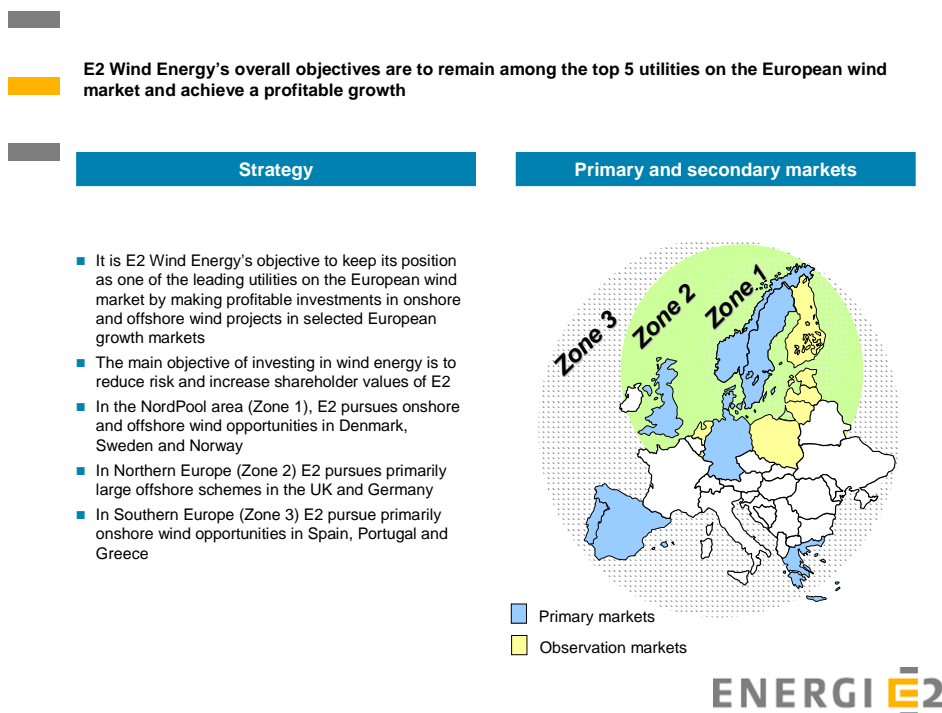 E2 Wind Energy’s overall objectives are to remain among the top 5 utilities on the European wind
market and achieve a profitable growth
Strategy
Primary and secondary markets
It is E2 Wind Energy’s objective to keep its position
as one of the leading utilities on the European wind
market by making profitable investments in onshore
and offshore wind projects in selected European
growth markets
The main objective of investing in wind energy is to
reduce risk and increase shareholder values of E2
In the NordPool area (Zone 1), E2 pursues onshore
and offshore wind opportunities in Denmark,
Sweden and Norway
In Northern Europe (Zone 2) E2 pursues primarily
large offshore schemes in the UK and Germany
In Southern Europe (Zone 3) E2 pursue primarily
onshore wind opportunities in Spain, Portugal and
Greece
Zone 3
Zone 2
Zone 1
Primary markets
Observation markets
ENERGI E2